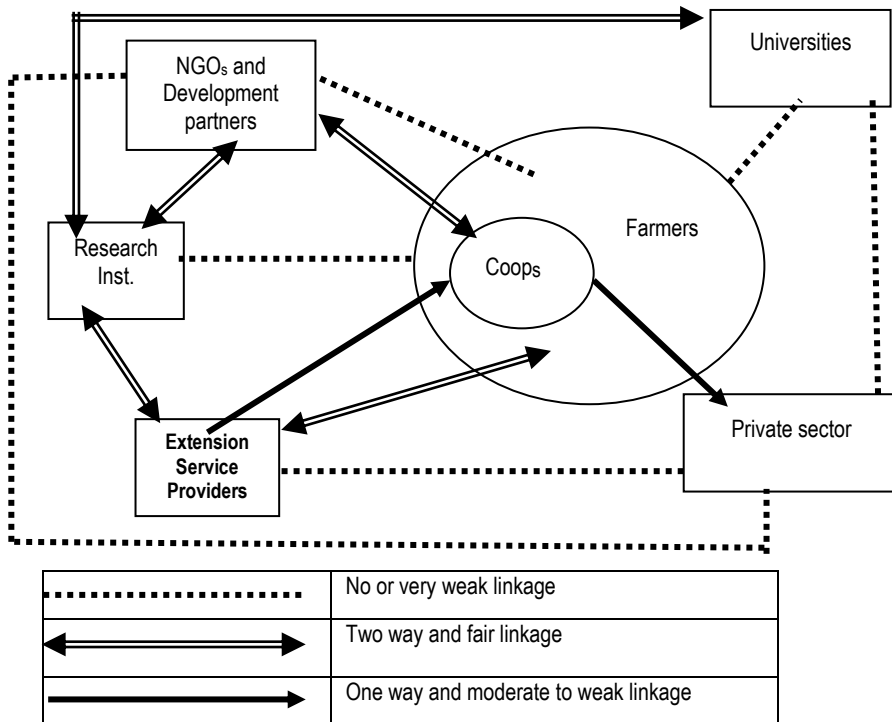 Universities
NGOs and
Development
partners
Farmers
Research
Inst.
Coops
Private sector
Extension
Service
Providers
No or very weak linkage
Two way and fair linkage
One way and moderate to weak linkage